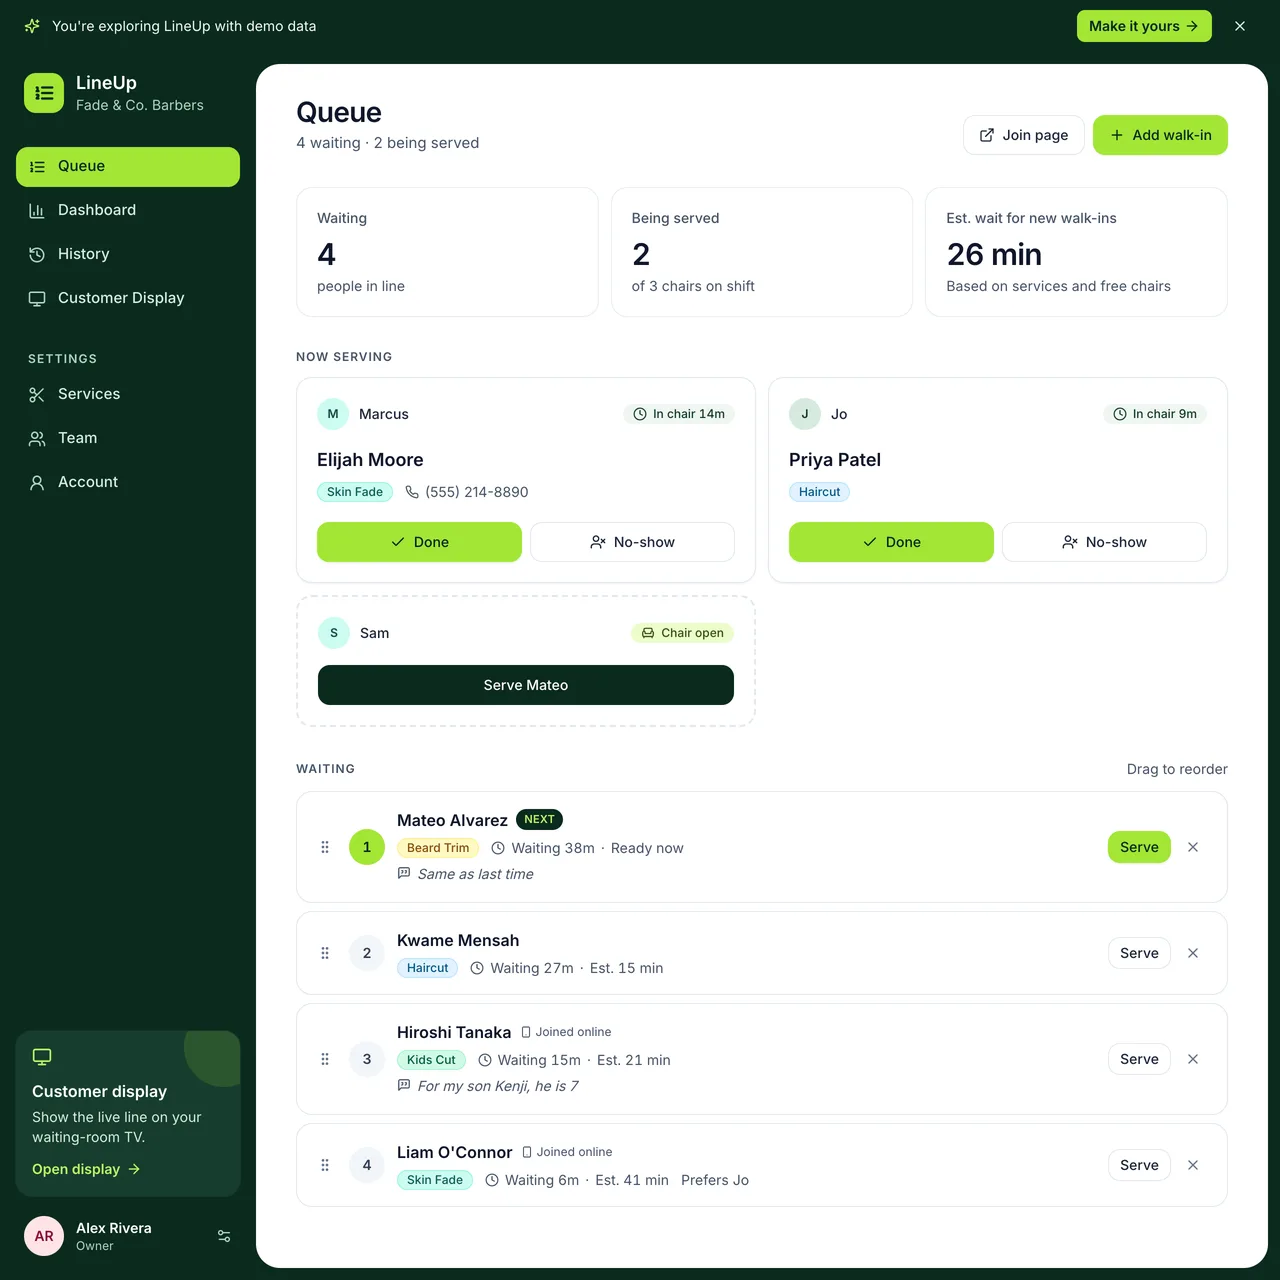 You're exploring LineUp with demo data
Make it yours →
LineUp
Fade & Co. Barbers
Queue
Dashboard
History
Customer Display
SETTINGS
Services
Team
Account
Customer display
Show the live line on your
waiting-room TV.
Open display →
AR
Alex Rivera
Owner
Queue
4 waiting · 2 being served
Join page
Add walk-in
Waiting
4
people in line
Being served
2
of 3 chairs on shift
Est. wait for new walk-ins
26 min
Based on services and free chairs
NOW SERVING
M
Marcus
In chair 14m
Elijah Moore
Skin Fade
(555) 214-8890
Done
No-show
J
Jo
In chair 9m
Priya Patel
Haircut
Done
No-show
S
Sam
Chair open
Serve Mateo
WAITING
Drag to reorder
1
Mateo Alvarez NEXT
Beard Trim Waiting 38m · Ready now
Same as last time
Serve
2
Kwame Mensah
Haircut Waiting 27m · Est. 15 min
Serve
3
Hiroshi Tanaka Joined online
Kids Cut Waiting 15m · Est. 21 min
For my son Kenji, he is 7
Serve
4
Liam O'Connor Joined online
Skin Fade Waiting 6m · Est. 41 min Prefers Jo
Serve